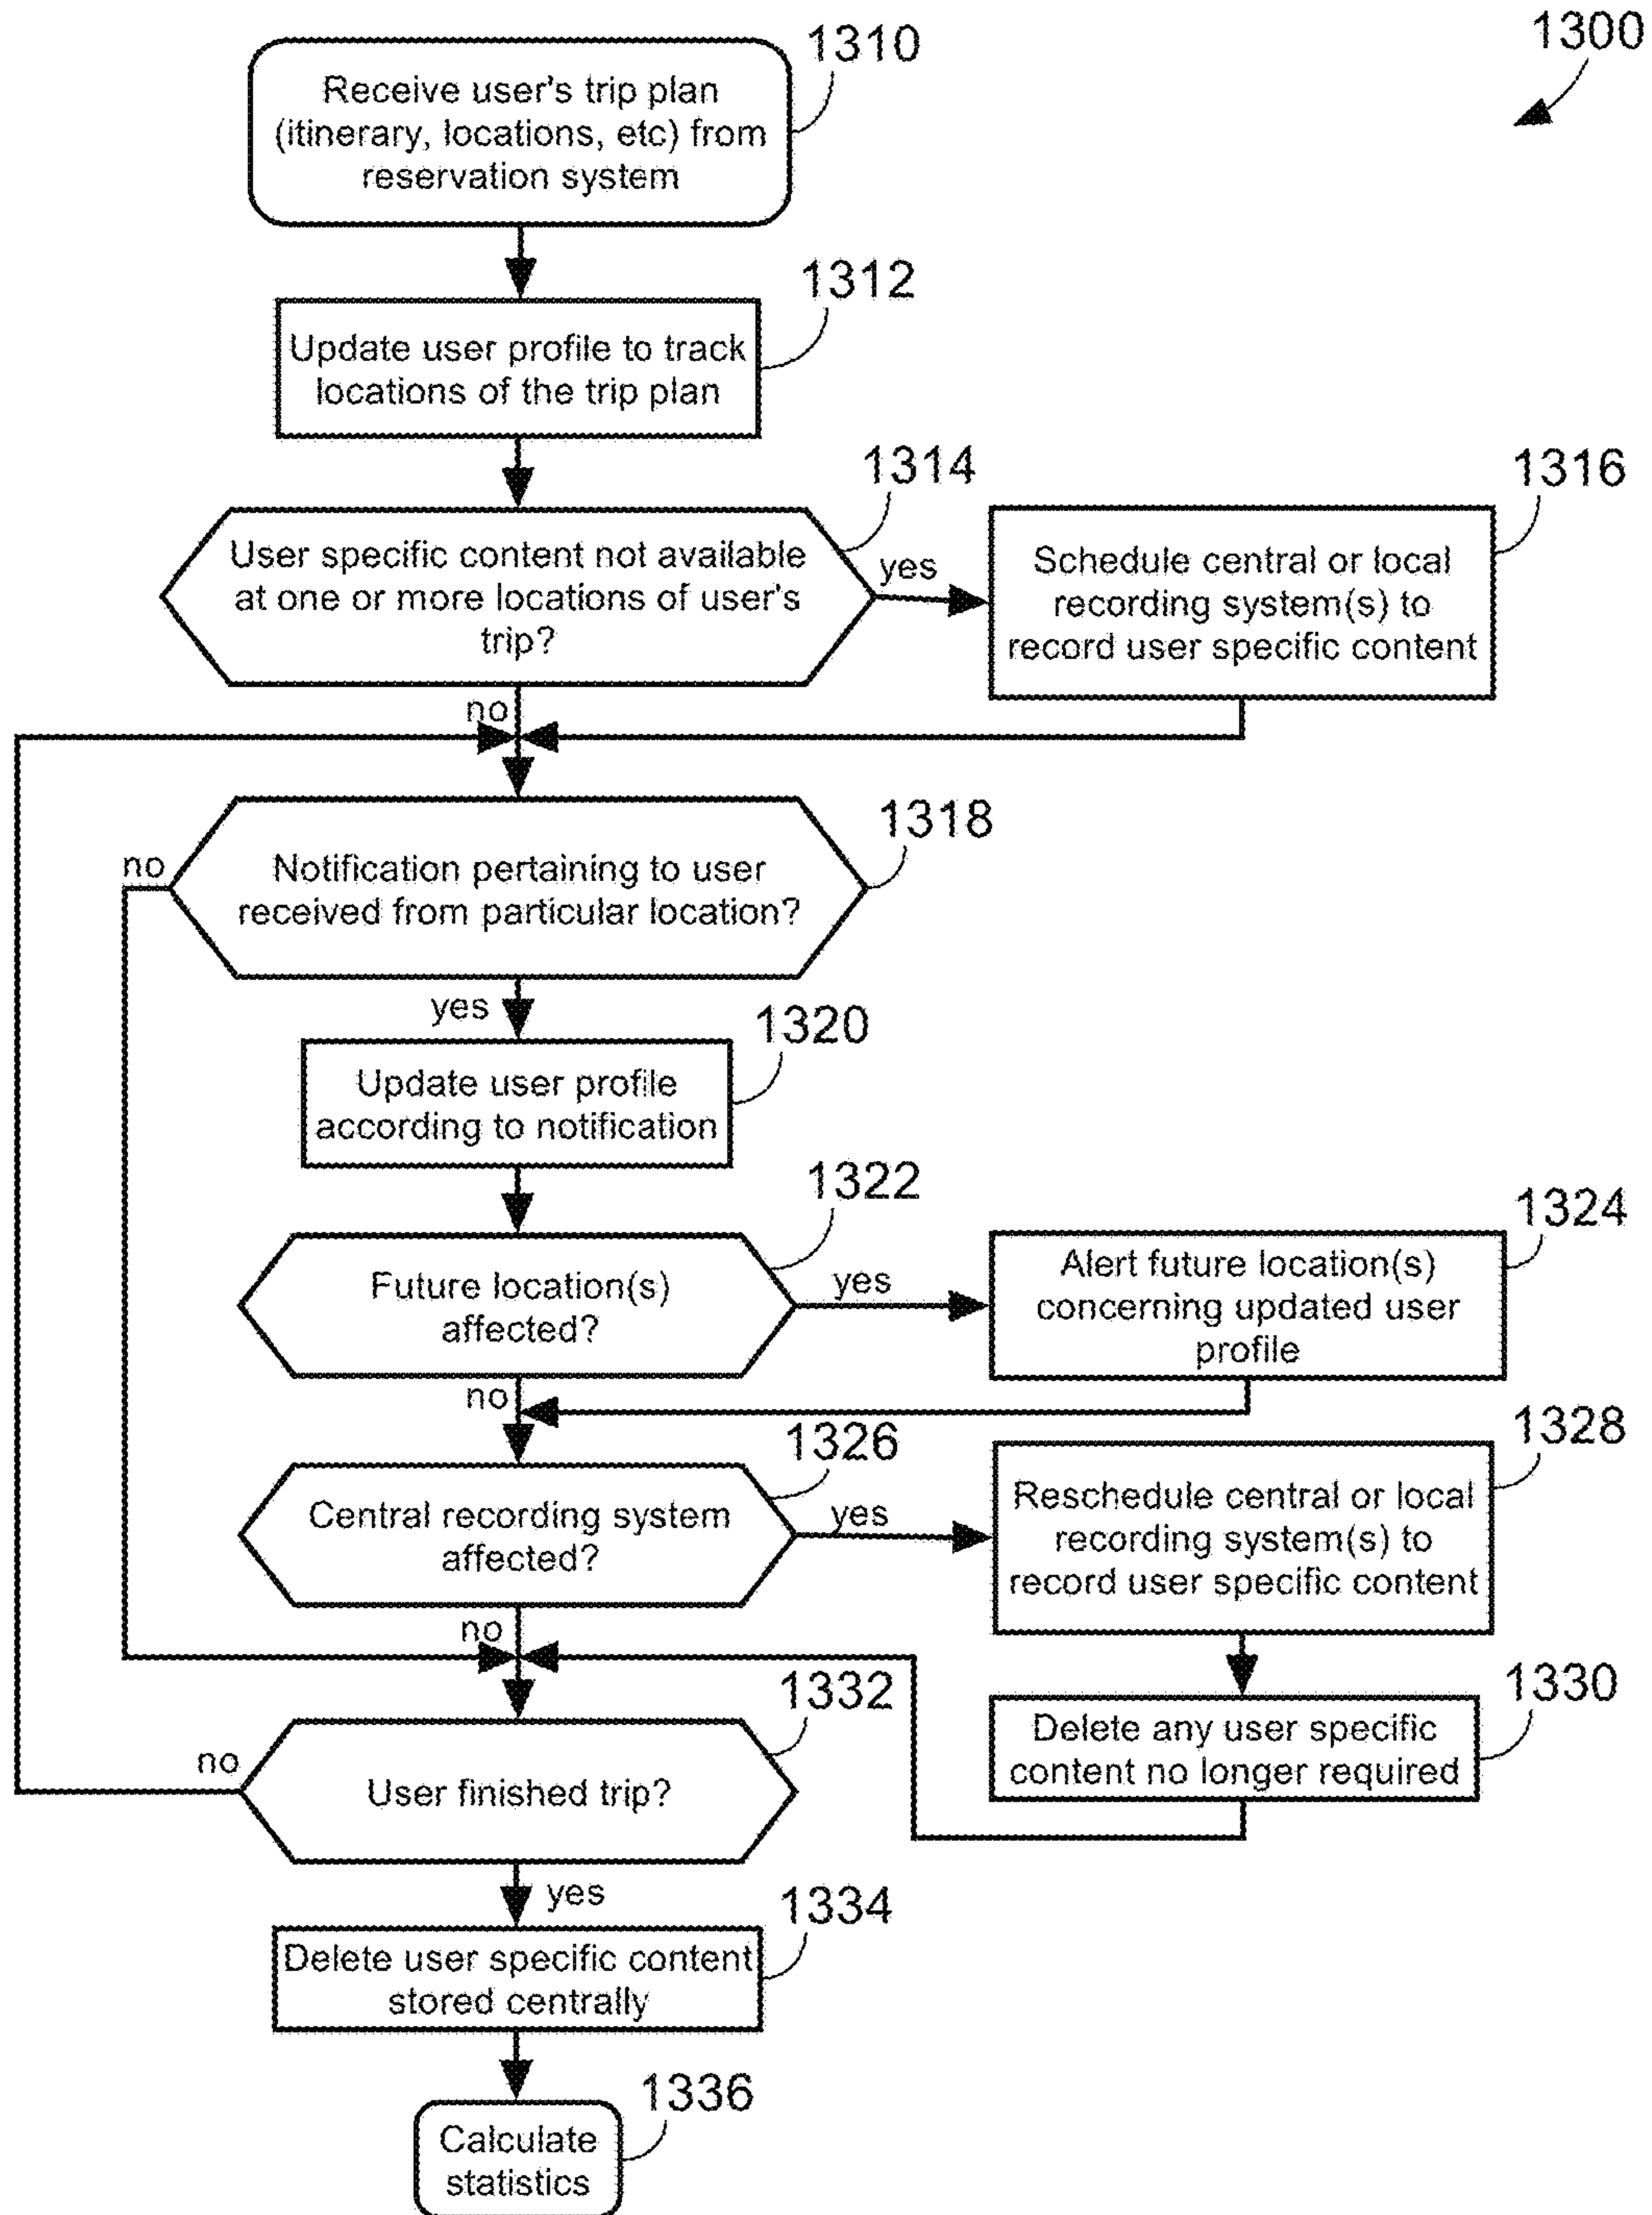 1300
1310
Receive user's trip plan
(itinerary, locations, etc) from
reservation system
1312
Update user profile to track
locations of the trip plan
1314
User specific content not available
at one or more locations of user's
trip?
yes
1316
Schedule central or local
recording system(s) to
record user specific content
no
1318
Notification pertaining to user
received from particular location?
no
yes
1320
Update user profile
according to notification
1322
Future location(s)
affected?
yes
1324
Alert future location(s)
concerning updated user
profile
no
1326
Central recording system
affected?
yes
1328
Reschedule central or local
recording system(s) to
record user specific content
no
1330
Delete any user specific
content no longer required
1332
User finished trip?
no
yes
1334
Delete user specific content
stored centrally
1336
Calculate
statistics